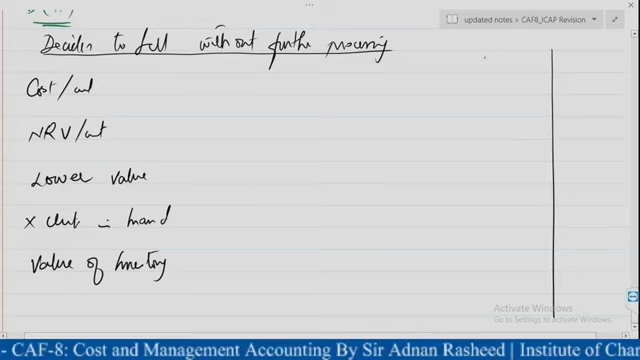 updated notes > CAF8_ICAP Revision
Decides to sell without further processing
Cost/unit
NRV/unit
Lower value
x unit in hand
Value of Inventory
Activate Windows
Go to Settings to activate Windows.
- CAF-8: Cost and Management Accounting By Sir Adnan Rasheed | Institute of Char